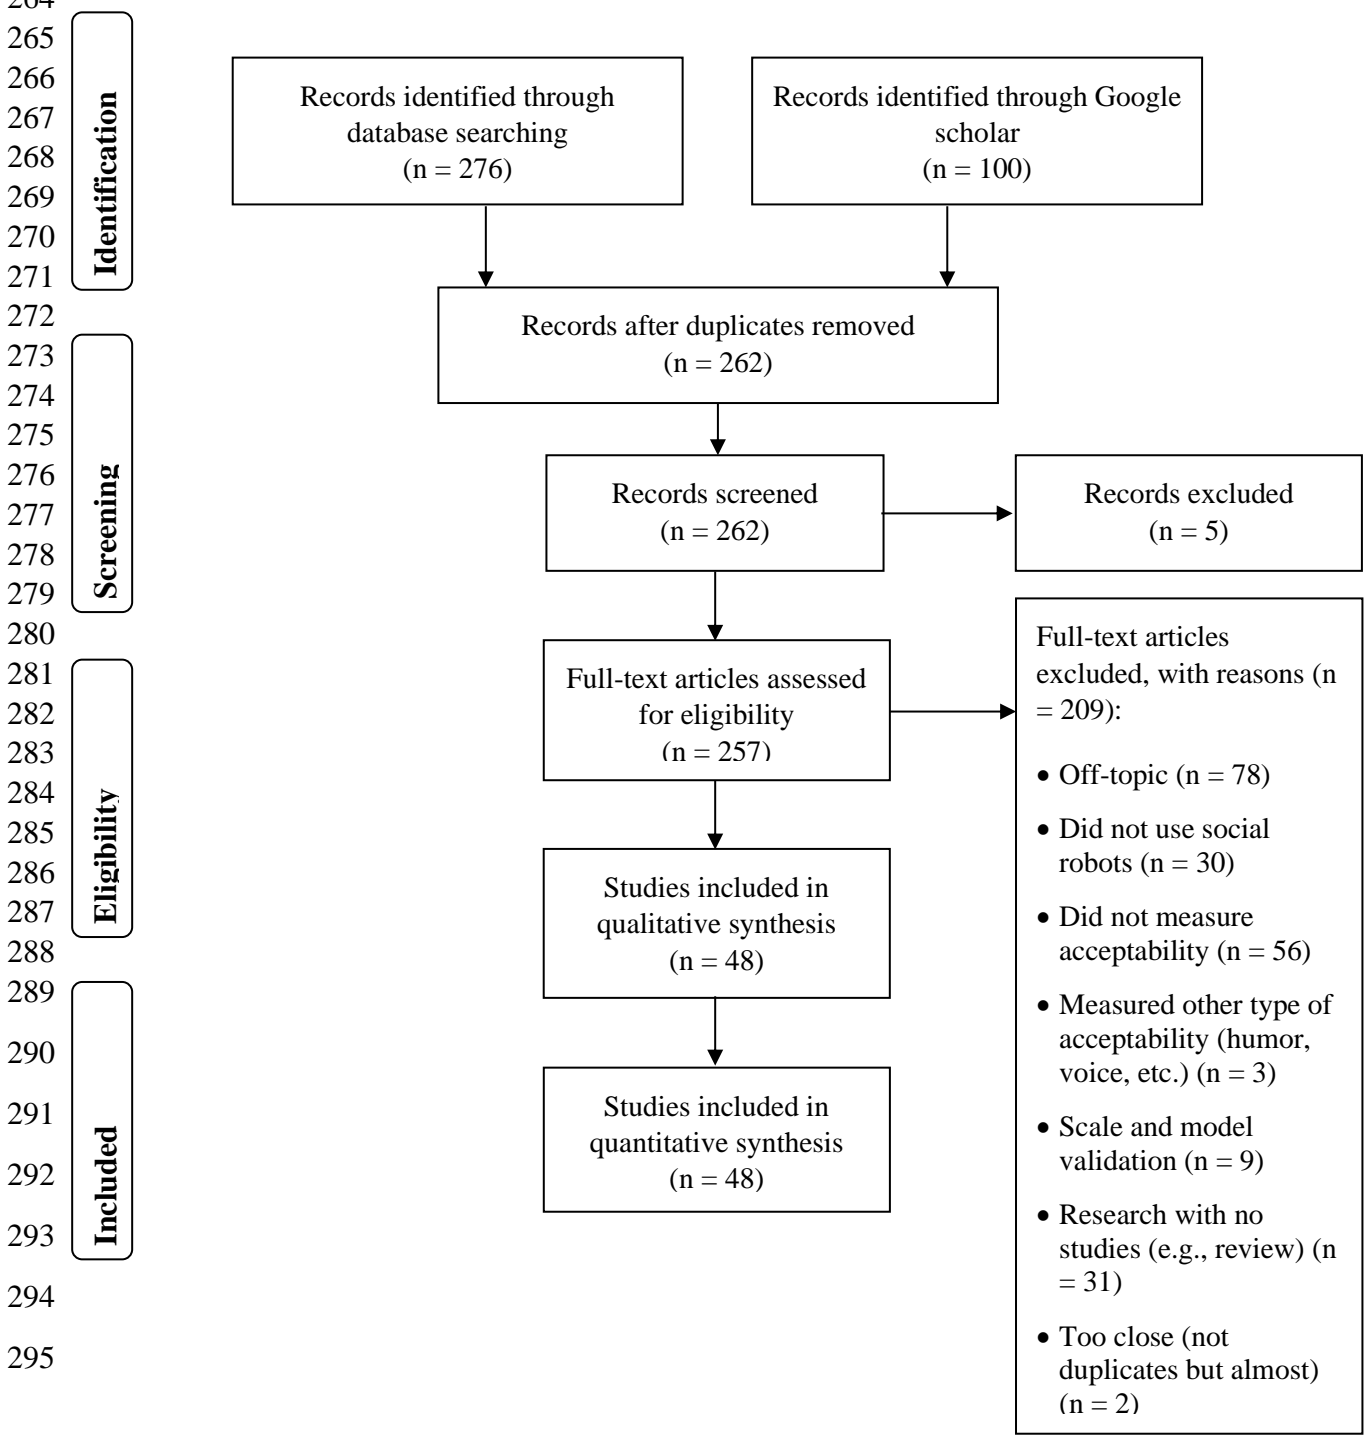 264
265
266
267
268
269
270
271
272
273
274
275
276
277
278
279
280
281
282
283
284
285
286
287
288
289
290
291
292
293
294
295
Identification
Records identified through
database searching
(n = 276)
Records identified through Google
scholar
(n = 100)
Records after duplicates removed
(n = 262)
Screening
Records screened
(n = 262)
Records excluded
(n = 5)
Eligibility
Full-text articles assessed
for eligibility
(n = 257)
Full-text articles
excluded, with reasons (n
= 209):
• Off-topic (n = 78)
• Did not use social
robots (n = 30)
• Did not measure
acceptability (n = 56)
• Measured other type of
acceptability (humor,
voice, etc.) (n = 3)
• Scale and model
validation (n = 9)
• Research with no
studies (e.g., review) (n
= 31)
• Too close (not
duplicates but almost)
(n = 2)
Studies included in
qualitative synthesis
(n = 48)
Included
Studies included in
quantitative synthesis
(n = 48)